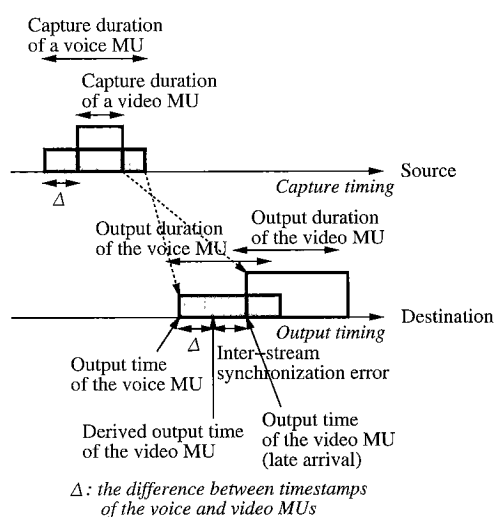 Capture duration
of a voice MU
Capture duration
of a video MU
Source
Capture timing
Δ
Output duration
of the voice MU
Output duration
of the video MU
Destination
Output timing
Δ
Inter-stream
synchronization error
Output time
of the voice MU
Derived output time
of the video MU
Output time
of the video MU
(late arrival)
Δ: the difference between timestamps
of the voice and video MUs